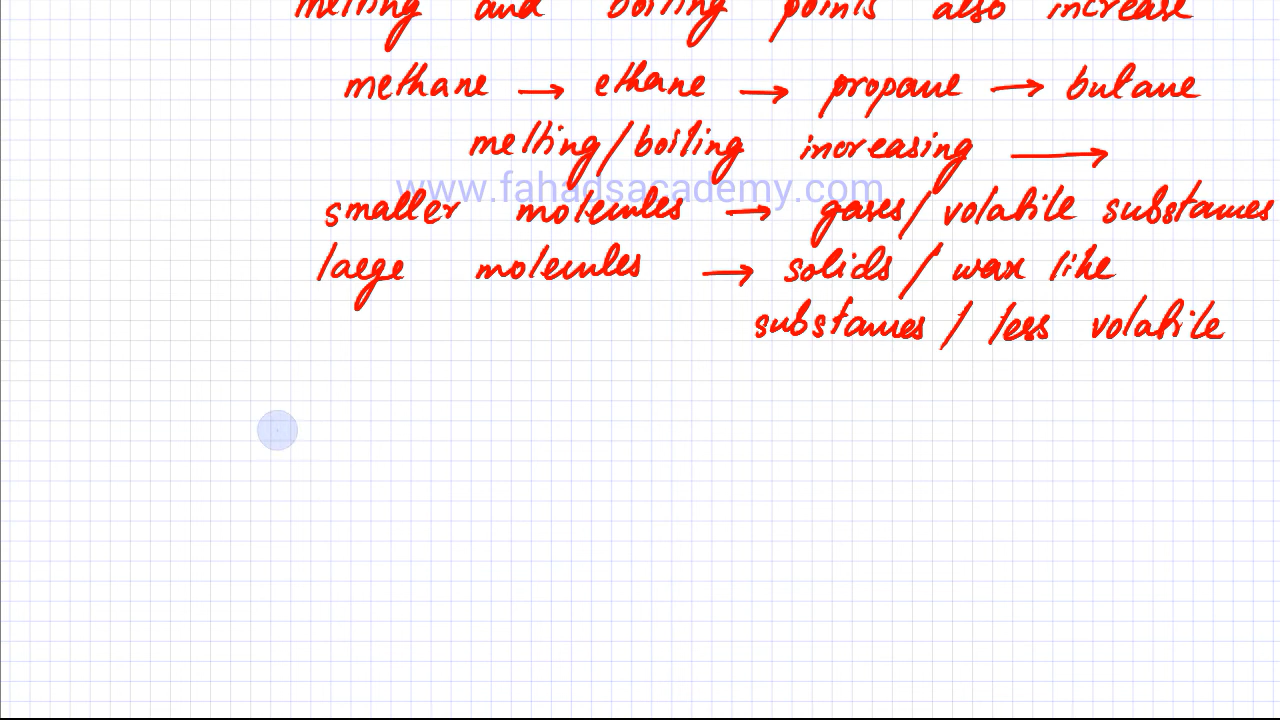 melting and boiling points also increase
methane → ethane → propane → butane
melting/boiling increasing →
www.fahadsacademy.com
smaller molecules → gases/volatile substances
large molecules → solids/wax like
substances/less volatile